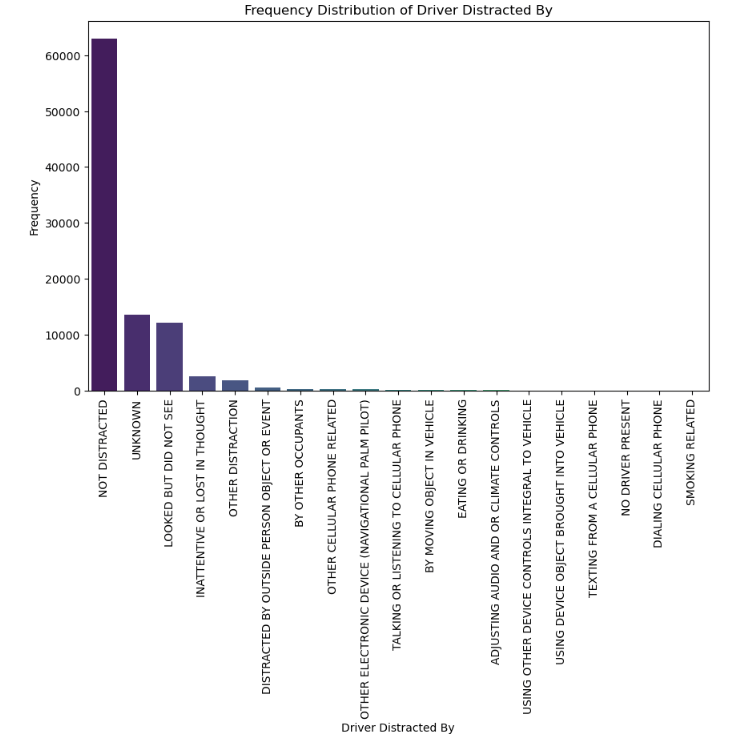 Frequency Distribution of Driver Distracted By
Frequency
60000
50000
40000
30000
20000
10000
0
NOT DISTRACTED
UNKNOWN
LOOKED BUT DID NOT SEE
INATTENTIVE OR LOST IN THOUGHT
OTHER DISTRACTION
DISTRACTED BY OUTSIDE PERSON OBJECT OR EVENT
BY OTHER OCCUPANTS
OTHER CELLULAR PHONE RELATED
OTHER ELECTRONIC DEVICE (NAVIGATIONAL PALM PILOT)
TALKING OR LISTENING TO CELLULAR PHONE
BY MOVING OBJECT IN VEHICLE
EATING OR DRINKING
ADJUSTING AUDIO AND OR CLIMATE CONTROLS
USING OTHER DEVICE CONTROLS INTEGRAL TO VEHICLE
USING DEVICE OBJECT BROUGHT INTO VEHICLE
TEXTING FROM A CELLULAR PHONE
NO DRIVER PRESENT
DIALING CELLULAR PHONE
SMOKING RELATED
Driver Distracted By